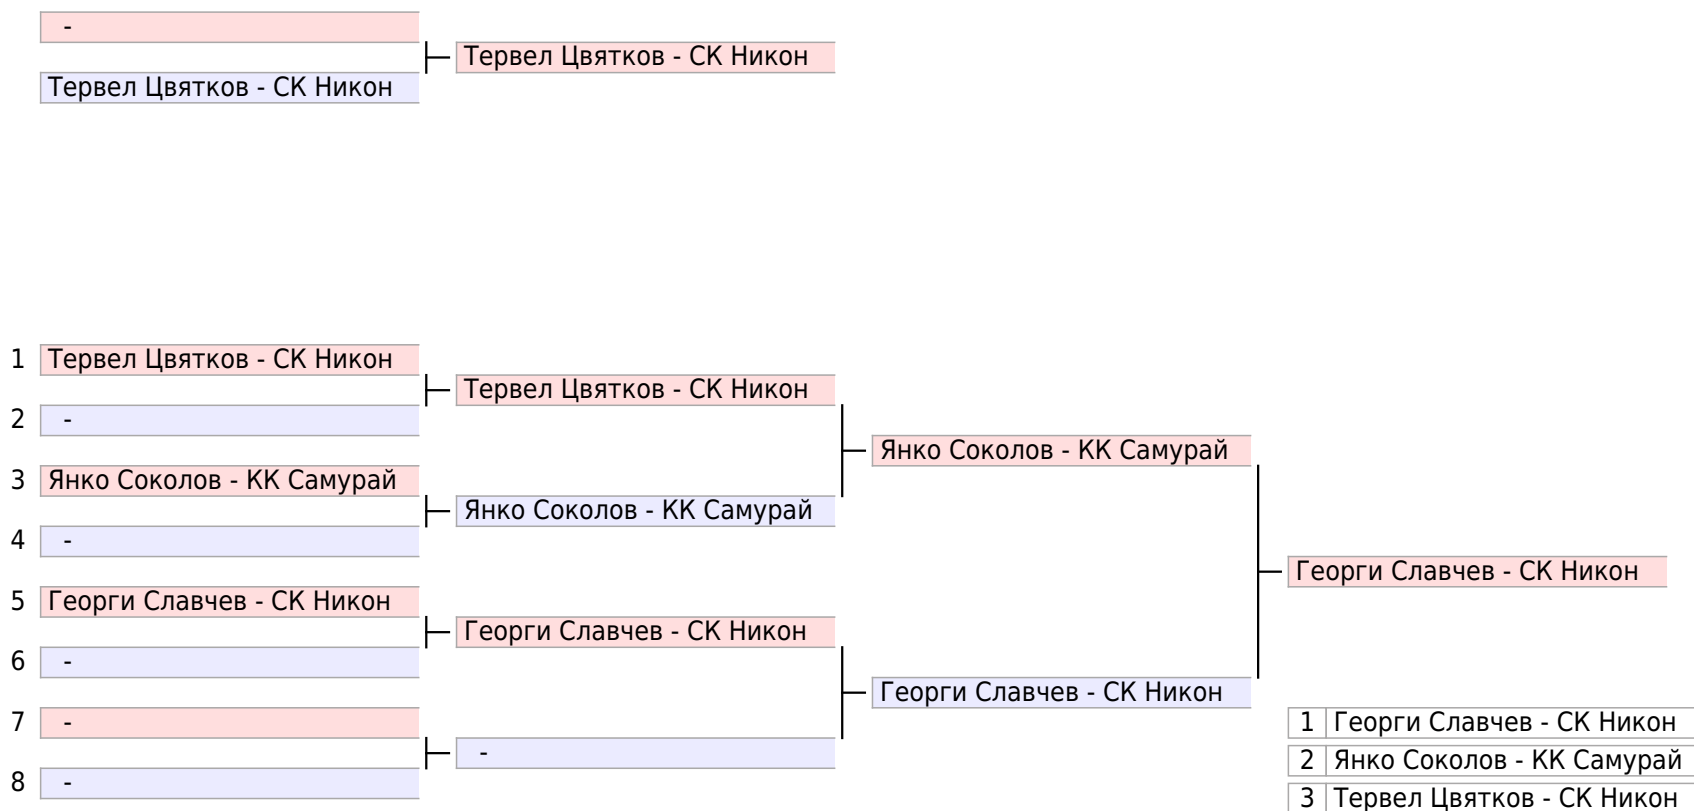 -
Тервел Цвятков - СК Никон
Тервел Цвятков - СК Никон
1 Тервел Цвятков - СК Никон
Тервел Цвятков - СК Никон
2 -
Янко Соколов - КК Самурай
3 Янко Соколов - КК Самурай
Янко Соколов - КК Самурай
4 -
Георги Славчев - СК Никон
5 Георги Славчев - СК Никон
Георги Славчев - СК Никон
6 -
Георги Славчев - СК Никон
7 -
1 Георги Славчев - СК Никон
-
2 Янко Соколов - КК Самурай
8 -
3 Тервел Цвятков - СК Никон